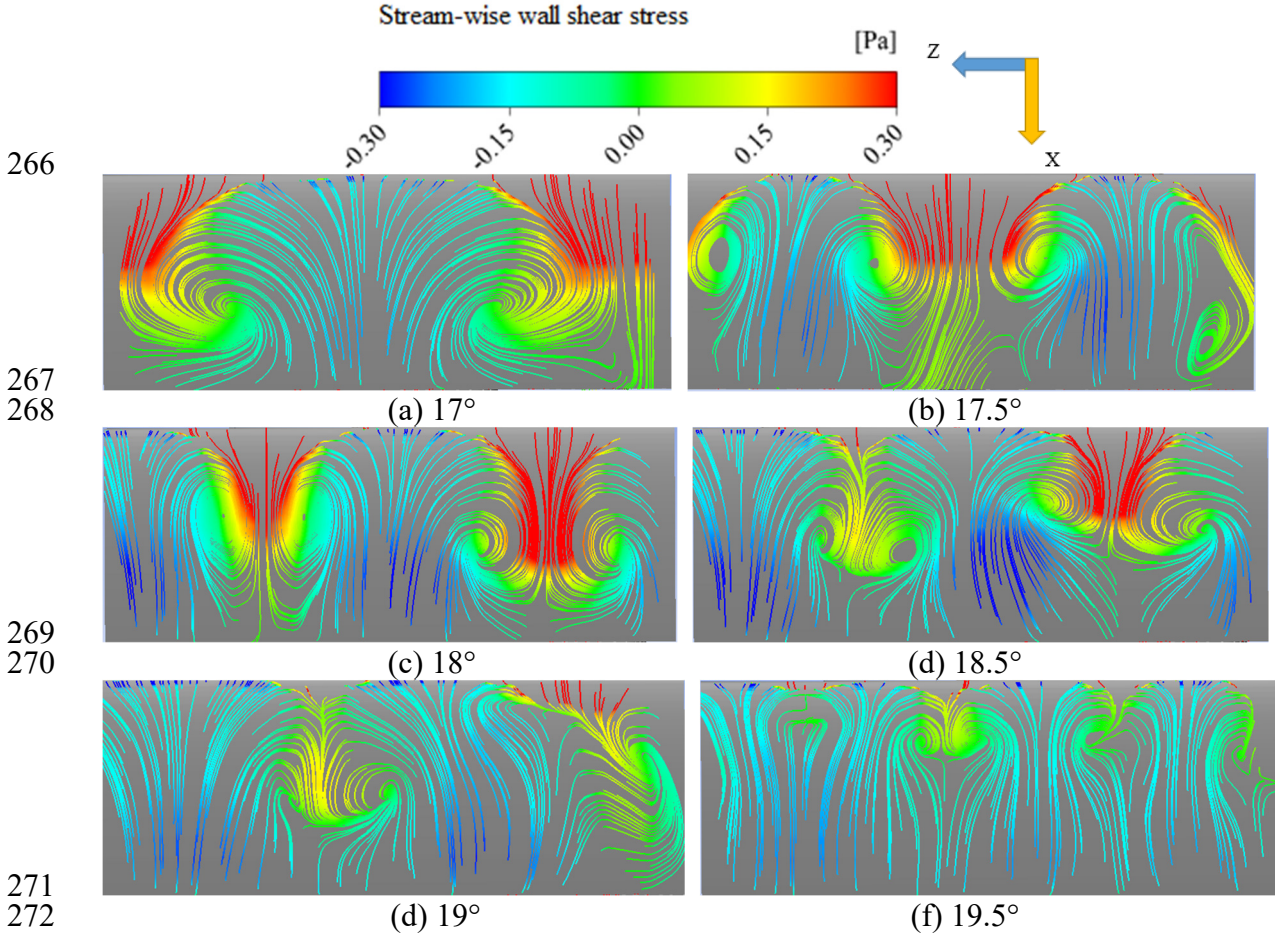 Stream-wise wall shear stress
[Pa]
Z
-0.30
-0.15
0.00
0.15
0.30
X
266
267
268
(a) 17°
(b) 17.5°
(c) 18°
(d) 18.5°
269
270
(d) 19°
(f) 19.5°
271
272